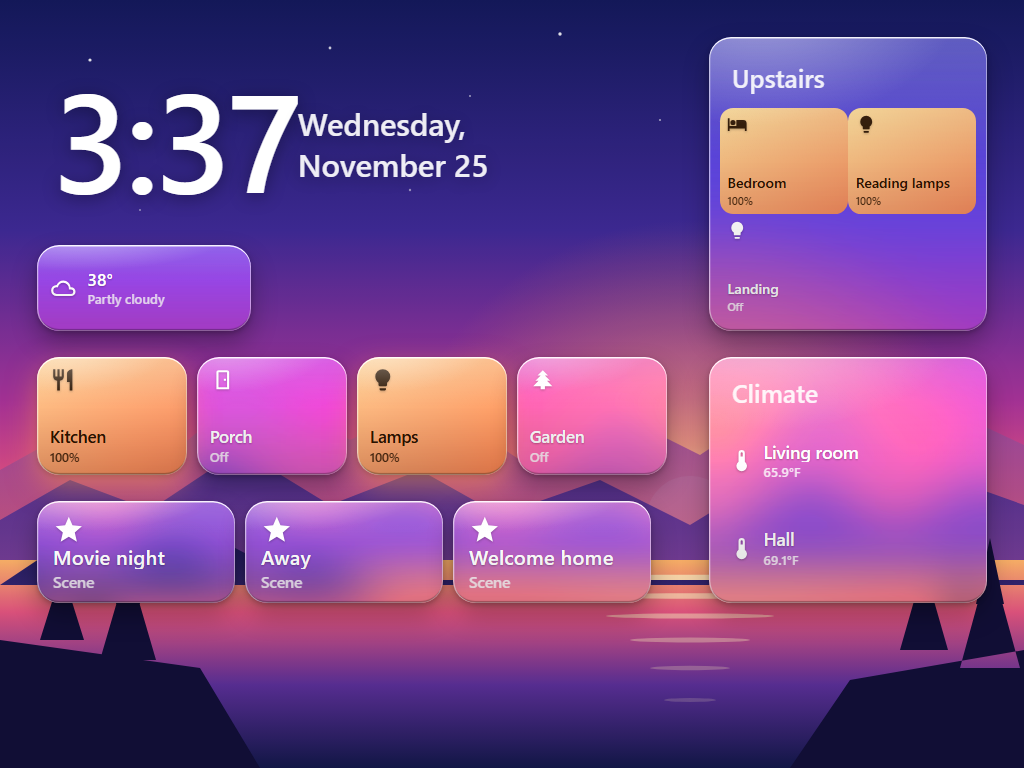 3:37
Wednesday,
November 25
38°
Partly cloudy
Kitchen
100%
Porch
Off
Lamps
100%
Garden
Off
Movie night
Scene
Away
Scene
Welcome home
Scene
Upstairs
Bedroom
100%
Reading lamps
100%
Landing
Off
Climate
Living room
65.9°F
Hall
69.1°F